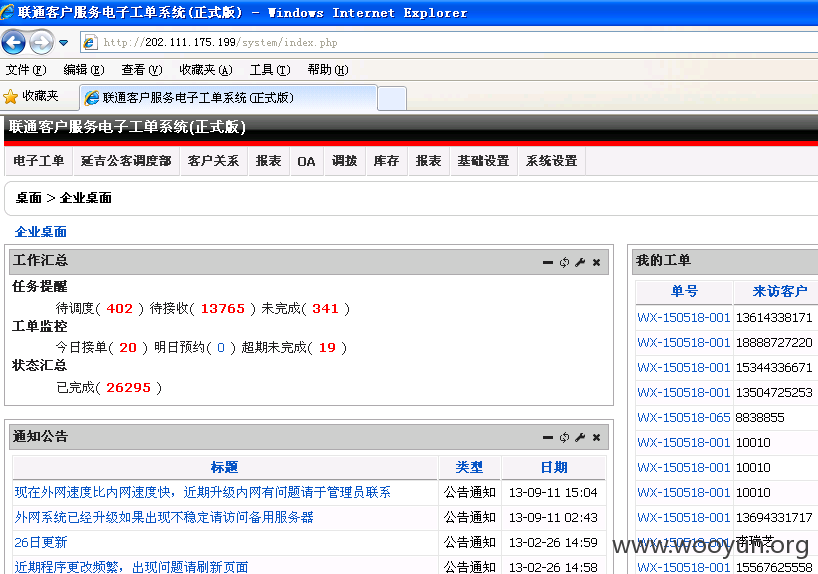 联通客户服务电子工单系统(正式版) - Windows Internet Explorer
http://202.111.175.199/system/index.php
文件(F) 编辑(E) 查看(V) 收藏夹(A) 工具(T) 帮助(H)
收藏夹 联通客户服务电子工单系统(正式版)
联通客户服务电子工单系统(正式版)
电子工单 延吉公客调度部 客户关系 报表 OA 调拨 库存 报表 基础设置 系统设置
桌面 > 企业桌面
企业桌面
工作汇总
任务提醒
待调度( 402 ) 待接收( 13765 ) 未完成( 341 )
工单监控
今日接单( 20 ) 明日预约( 0 ) 超期未完成( 19 )
状态汇总
已完成( 26295 )
通知公告
标题 类型 日期
现在外网速度比内网速度快，近期升级内网有问题请于管理员联系 公告通知 13-09-11 15:04
外网系统已经升级如果出现不稳定请访问备用服务器 公告通知 13-09-11 02:43
26日更新 公告通知 13-02-26 14:59
近期程序更改频繁，出现问题请刷新页面 公告通知 13-02-26 14:58
我的工单
单号 来访客户
WX-150518-001 13614338171
WX-150518-001 18888727220
WX-150518-001 15344336671
WX-150518-001 13504725253
WX-150518-065 8838855
WX-150518-001 10010
WX-150518-001 10010
WX-150518-001 10010
WX-150518-001 13694331717
WX-150518-001
WX-150518-001 15567625558
www.wooyun.org